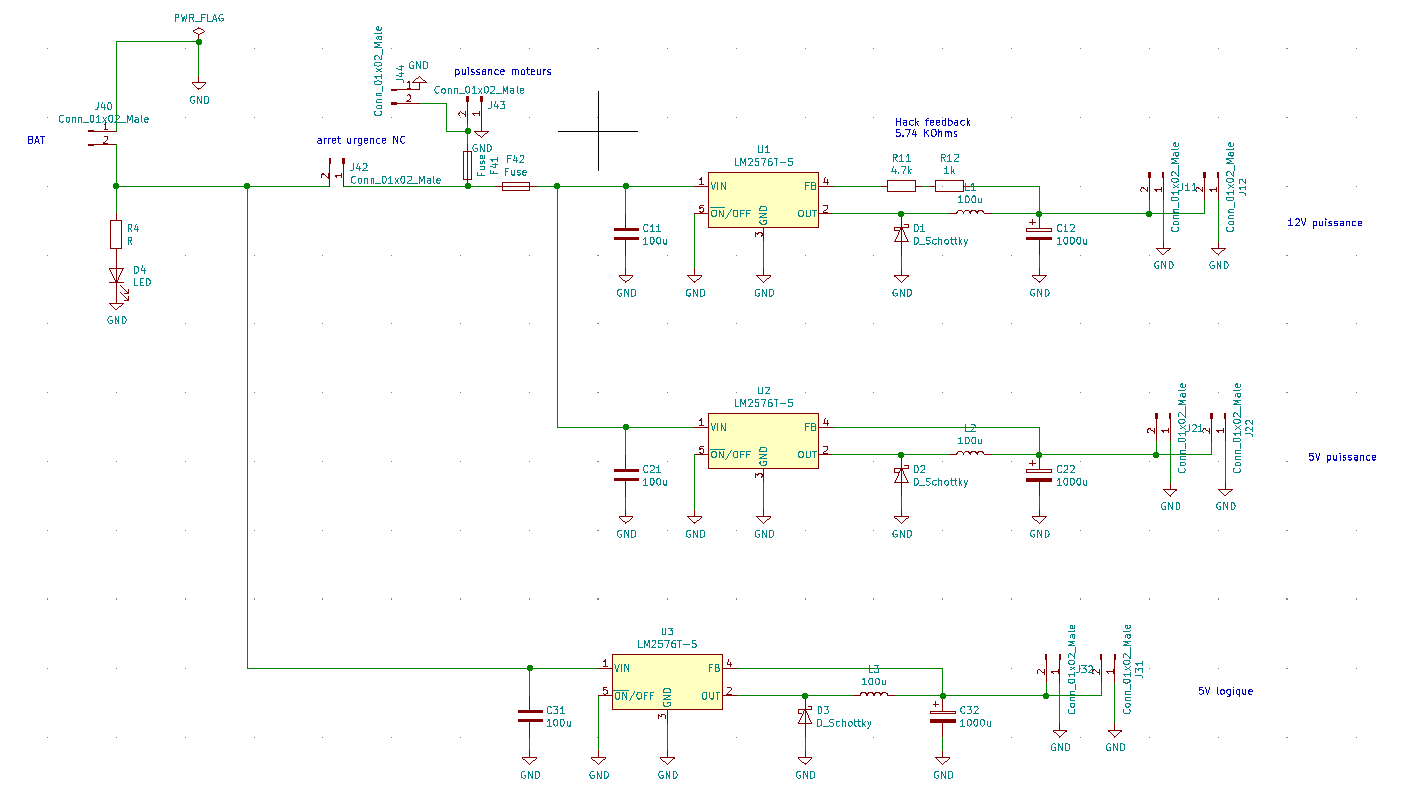 PWR_FLAG
GND
J40
Conn_01x02_Male
1
2
BAT
Conn_01x02_Male
J44
1
2
GND
puissance moteurs
Conn_01x02_Male
J43
2
1
GND
arret urgence NC
J42
Conn_01x02_Male
2
1
Fuse
F41
F42
Fuse
R4
R
D4
LED
GND
C11
100u
GND
U1
LM2576T-5
1
VIN
FB
4
5
ON/OFF
GND
3
OUT
2
GND
GND
Hack feedback
5.74 KOhms
R11
4.7k
R12
1k
L1
100u
D1
D_Schottky
GND
C12
1000u
GND
2
1
J11
Conn_01x02_Male
GND
2
1
J12
Conn_01x02_Male
GND
12V puissance
C21
100u
GND
U2
LM2576T-5
1
VIN
FB
4
5
ON/OFF
GND
3
OUT
2
GND
GND
L2
100u
D2
D_Schottky
GND
C22
1000u
GND
2
1
J21
Conn_01x02_Male
GND
2
1
J22
Conn_01x02_Male
GND
5V puissance
C31
100u
GND
U3
LM2576T-5
1
VIN
FB
4
5
ON/OFF
GND
3
OUT
2
GND
GND
L3
100u
D3
D_Schottky
GND
C32
1000u
GND
2
1
J32
Conn_01x02_Male
GND
2
1
J31
Conn_01x02_Male
GND
5V logique